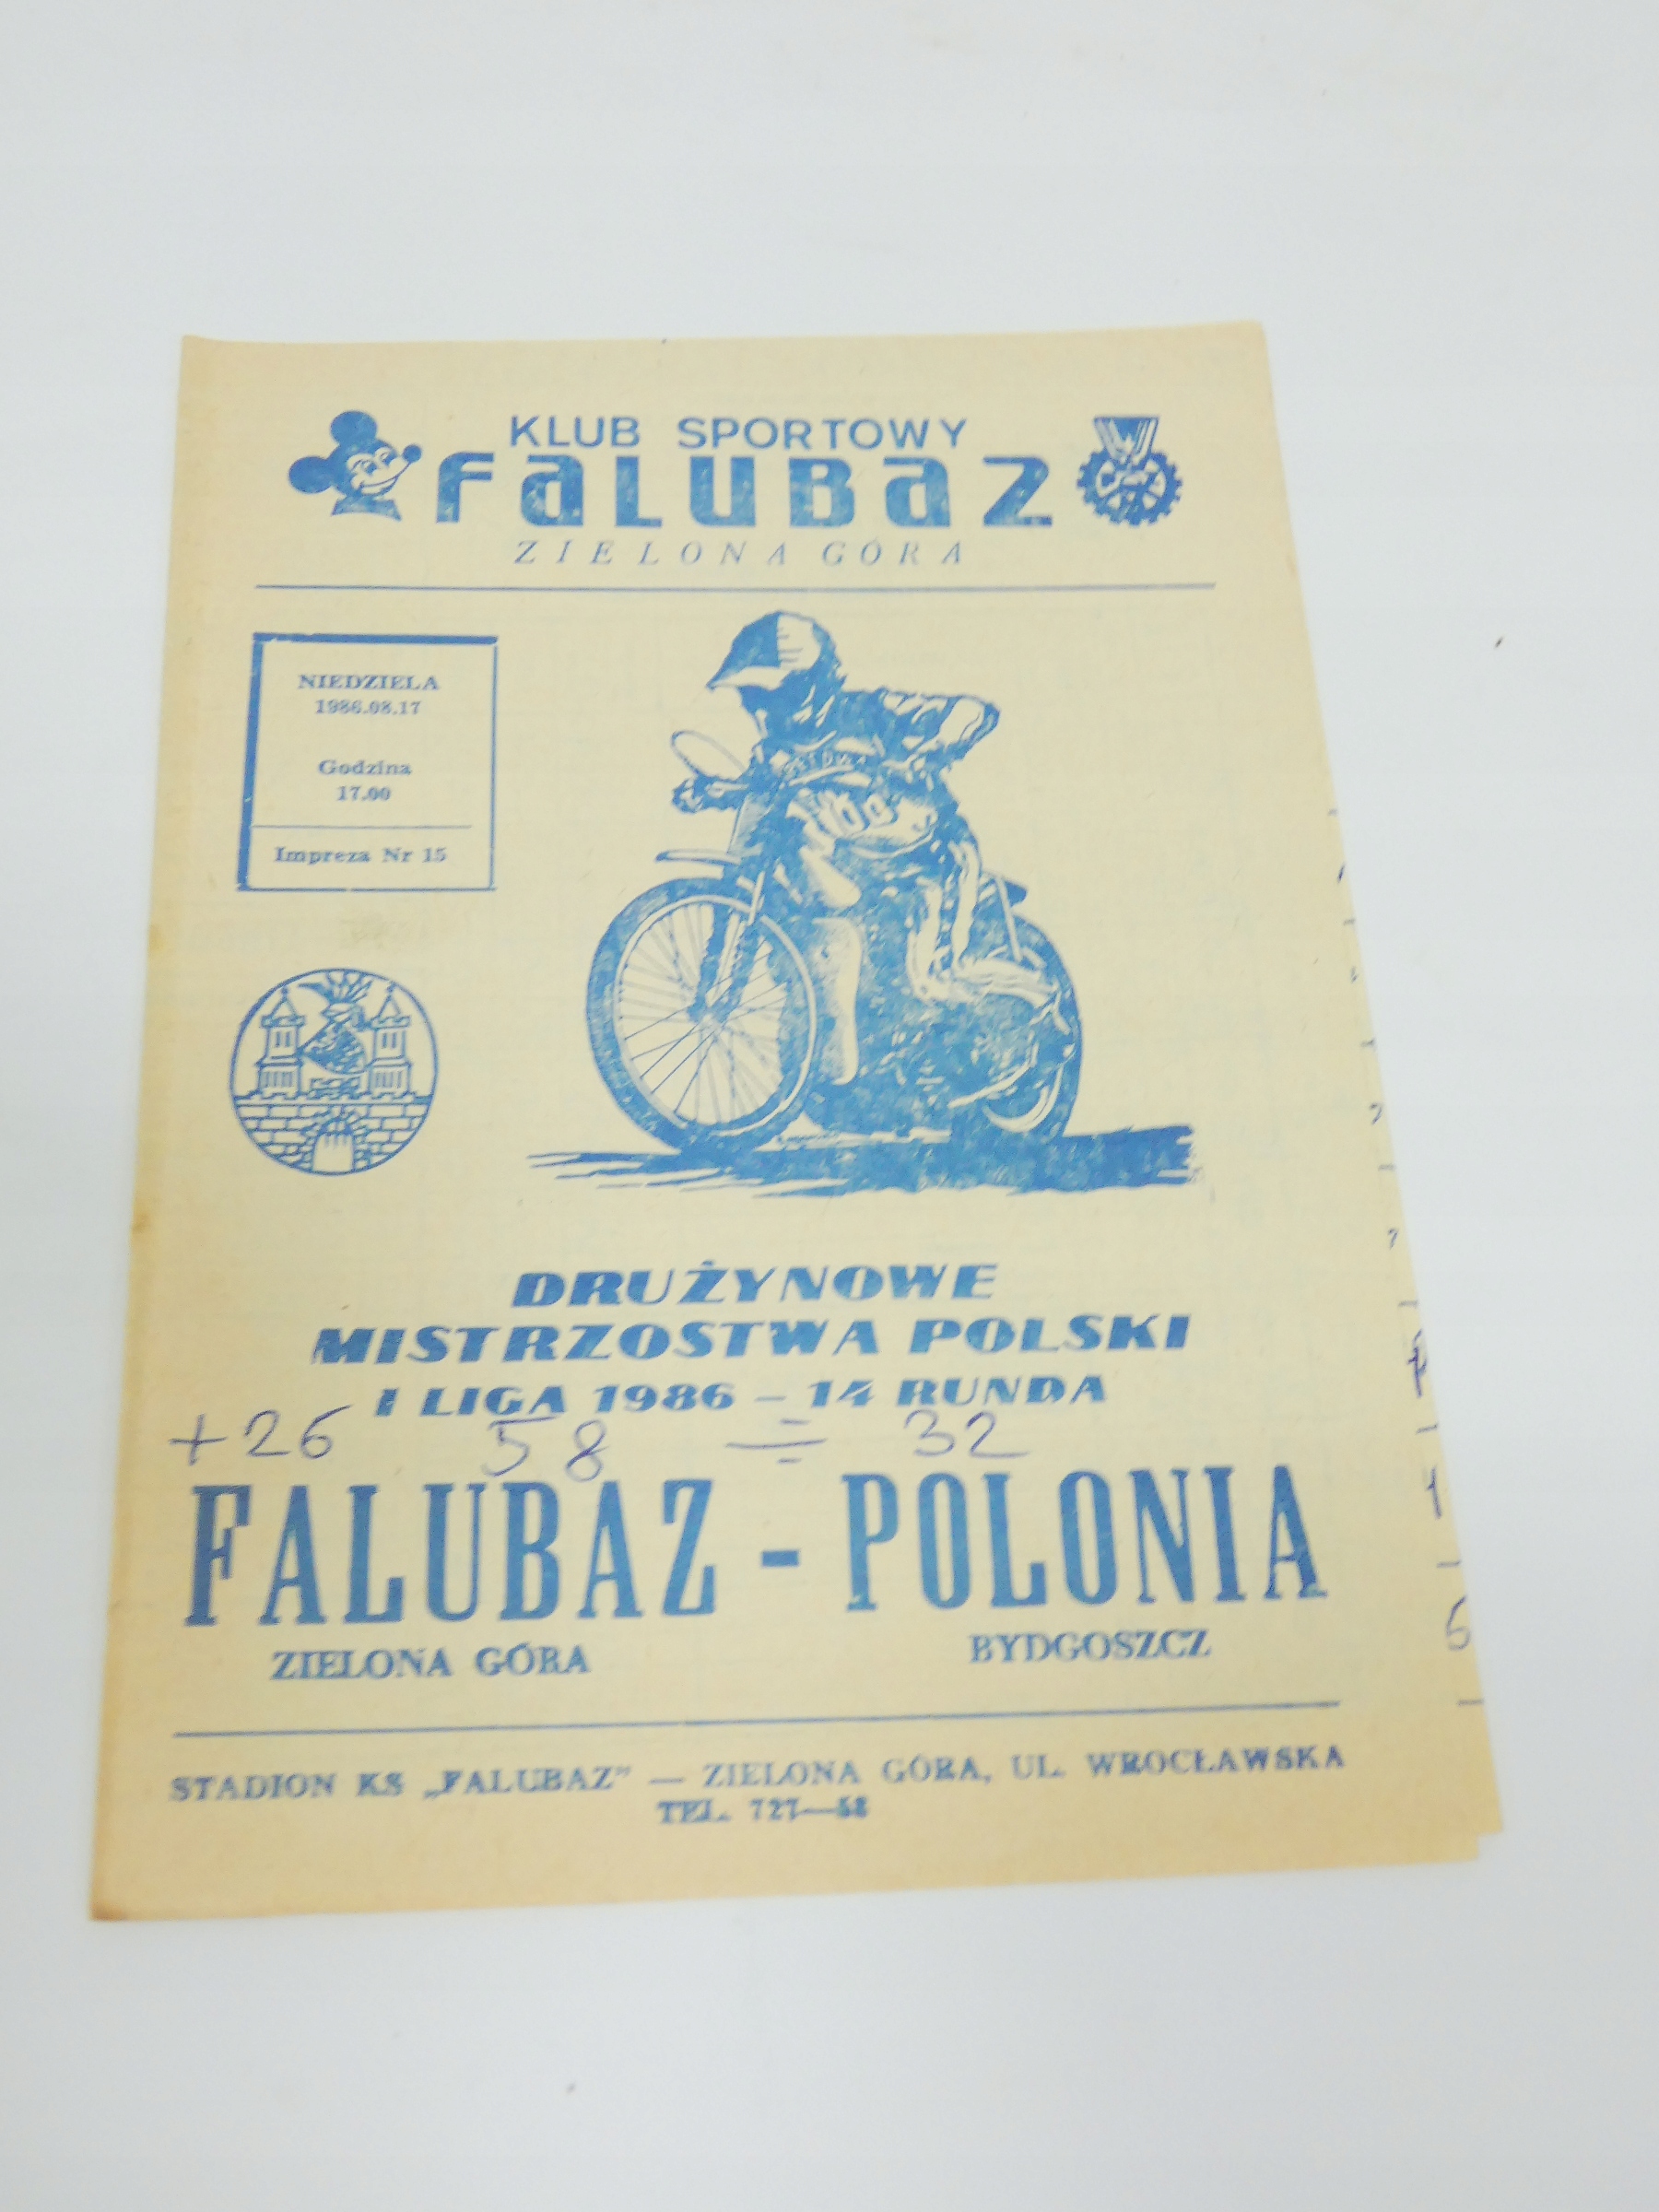 KLUB SPORTOWY
FALUBAZ
ZIELONA GÓRA
NIEDZIELA
1986.08.17
Godzina
17.00
Impreza Nr 15
DRUŻYNOWE
MISTRZOSTWA POLSKI
I LIGA 1986 – 14 RUNDA
+26 58 ÷ 32
FALUBAZ - POLONIA
ZIELONA GÓRA BYDGOSZCZ
STADION KS „FALUBAZ” — ZIELONA GÓRA, UL. WROCŁAWSKA
TEL. 727—58